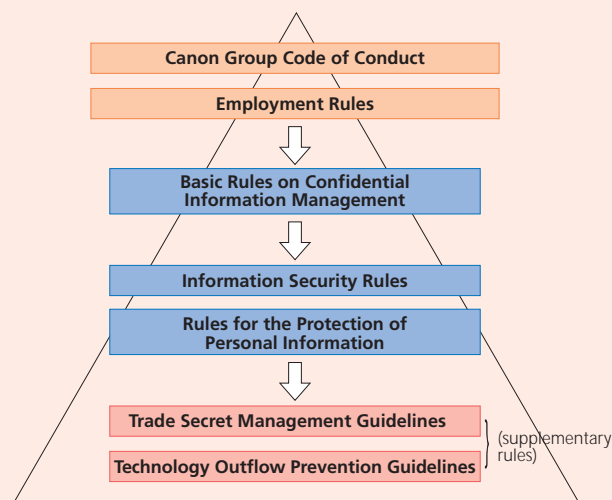 Canon Group Code of Conduct
Employment Rules
Basic Rules on Confidential
Information Management
Information Security Rules
Rules for the Protection of
Personal Information
Trade Secret Management Guidelines
(supplementary
rules)
Technology Outflow Prevention Guidelines